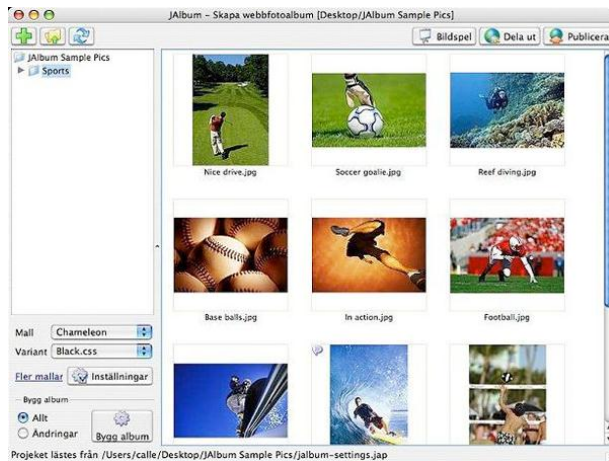 JAlbum – Skapa webbfotoalbum [Desktop/JAlbum Sample Pics]
Bildspel Dela ut Publicera
JAlbum Sample Pics
Sports
Nice drive.jpg Soccer goalie.jpg Reef diving.jpg
Base balls.jpg In action.jpg Football.jpg
Mall Chameleon
Variant Black.css
Fler mallar Inställningar
Bygg album
Allt
Ändringar Bygg album
Projeket lästes från /Users/calle/Desktop/JAlbum Sample Pics/jalbum-settings.jap